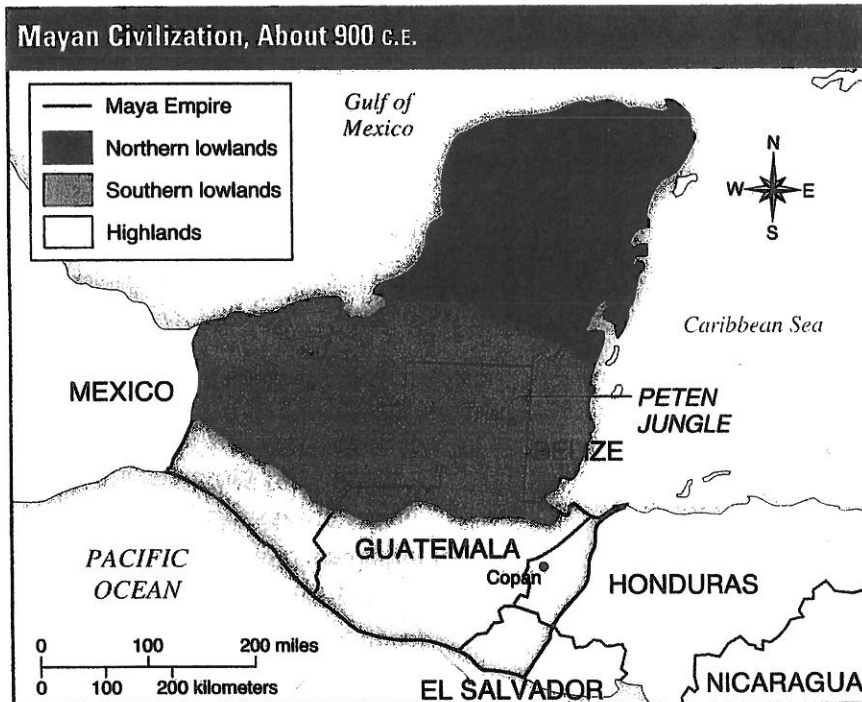 Mayan Civilization, About 900 C.E.
Maya Empire
Northern lowlands
Southern lowlands
Highlands
Gulf of
Mexico
N
W E
S
Caribbean Sea
MEXICO
PETEN
JUNGLE
BELIZE
PACIFIC
OCEAN
GUATEMALA
Copán
HONDURAS
0 100 200 miles
0 100 200 kilometers
EL SALVADOR
NICARAGUA